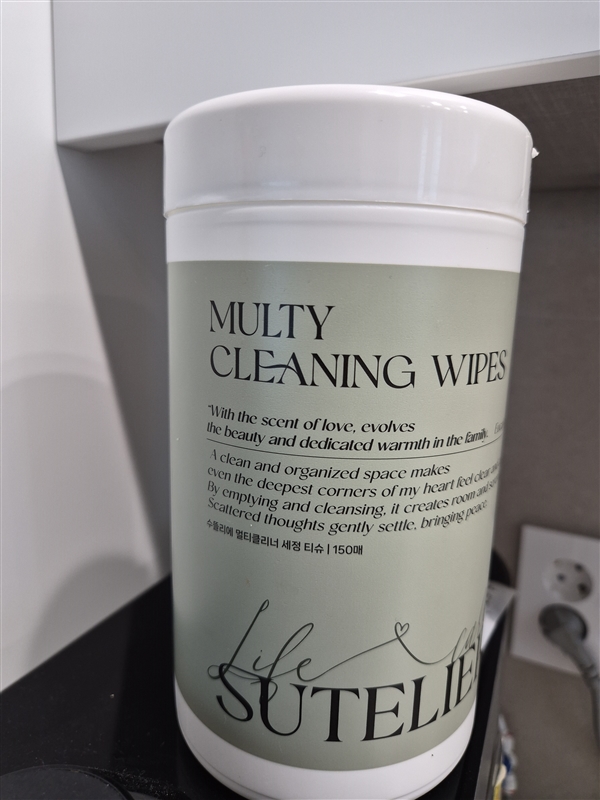 MULTY
CLEANING WIPES
"With the scent of love, evolves
the beauty and dedicated warmth in the family.
A clean and organized space makes
even the deepest corners of my heart feel clear
By emptying and cleansing, it creates room and
Scattered thoughts gently settle, bringing peace.
수뜰리에 멀티클리너 세정 티슈 | 150매
Life
SUTELIE